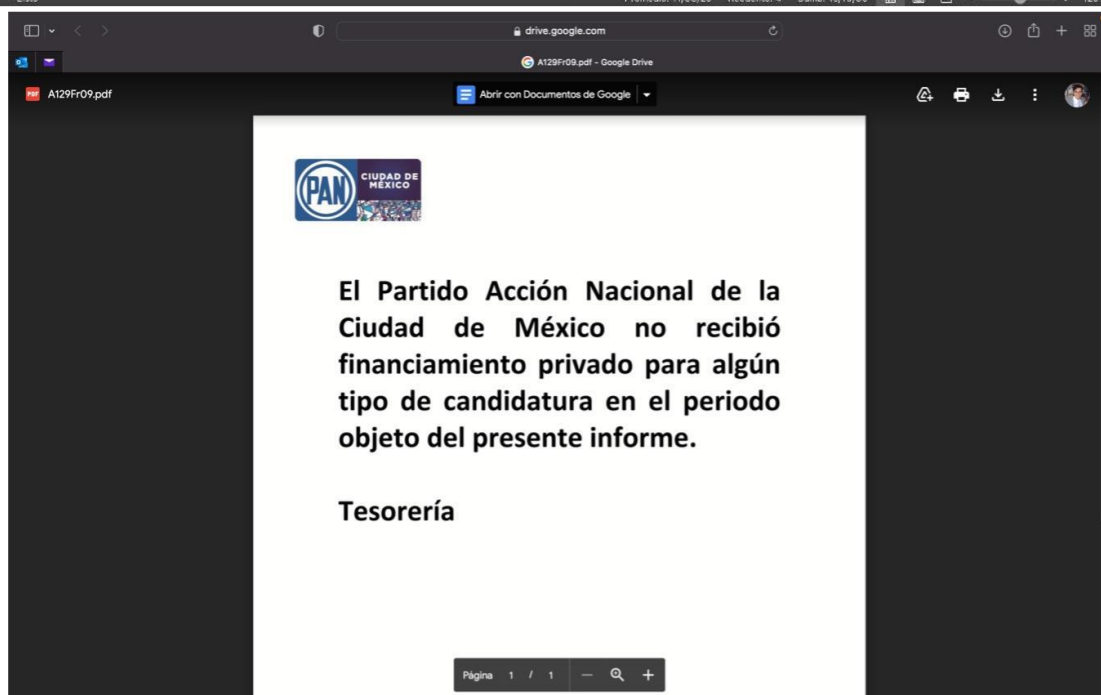 drive.google.com
A129Fr09.pdf - Google Drive
PDF A129Fr09.pdf
Abrir con Documentos de Google
PAN
CIUDAD DE
MÉXICO
El Partido Acción Nacional de la
Ciudad de México no recibió
financiamiento privado para algún
tipo de candidatura en el periodo
objeto del presente informe.
Tesorería
Página 1 / 1